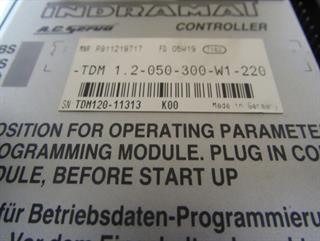 INDRAMAT
A.C. Servo CONTROLLER
MNR R911219717 FD 05W19
-TDM 1.2-050-300-W1-220
SN TDM120-11313 K00 Made in Germany
OSITION FOR OPERATING PARAMETE
ROGRAMMING MODULE. PLUG IN CO
DULE, BEFORE START UP
für Betriebsdaten-Programmieru